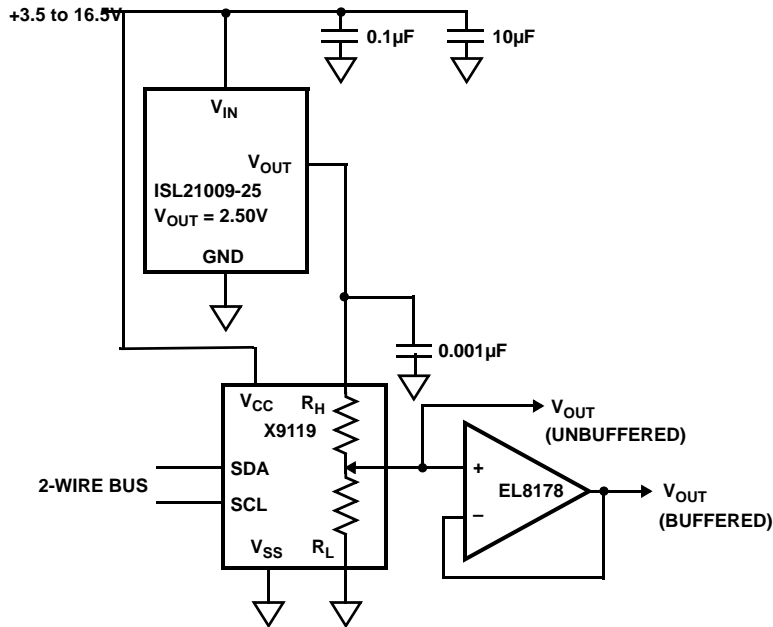 +3.5 to 16.5V
0.1µF
10µF
VIN
VOUT
ISL21009-25
VOUT = 2.50V
GND
0.001µF
VCC
RH
X9119
VOUT
(UNBUFFERED)
2-WIRE BUS
SDA
SCL
+
EL8178
–
VOUT
(BUFFERED)
VSS
RL